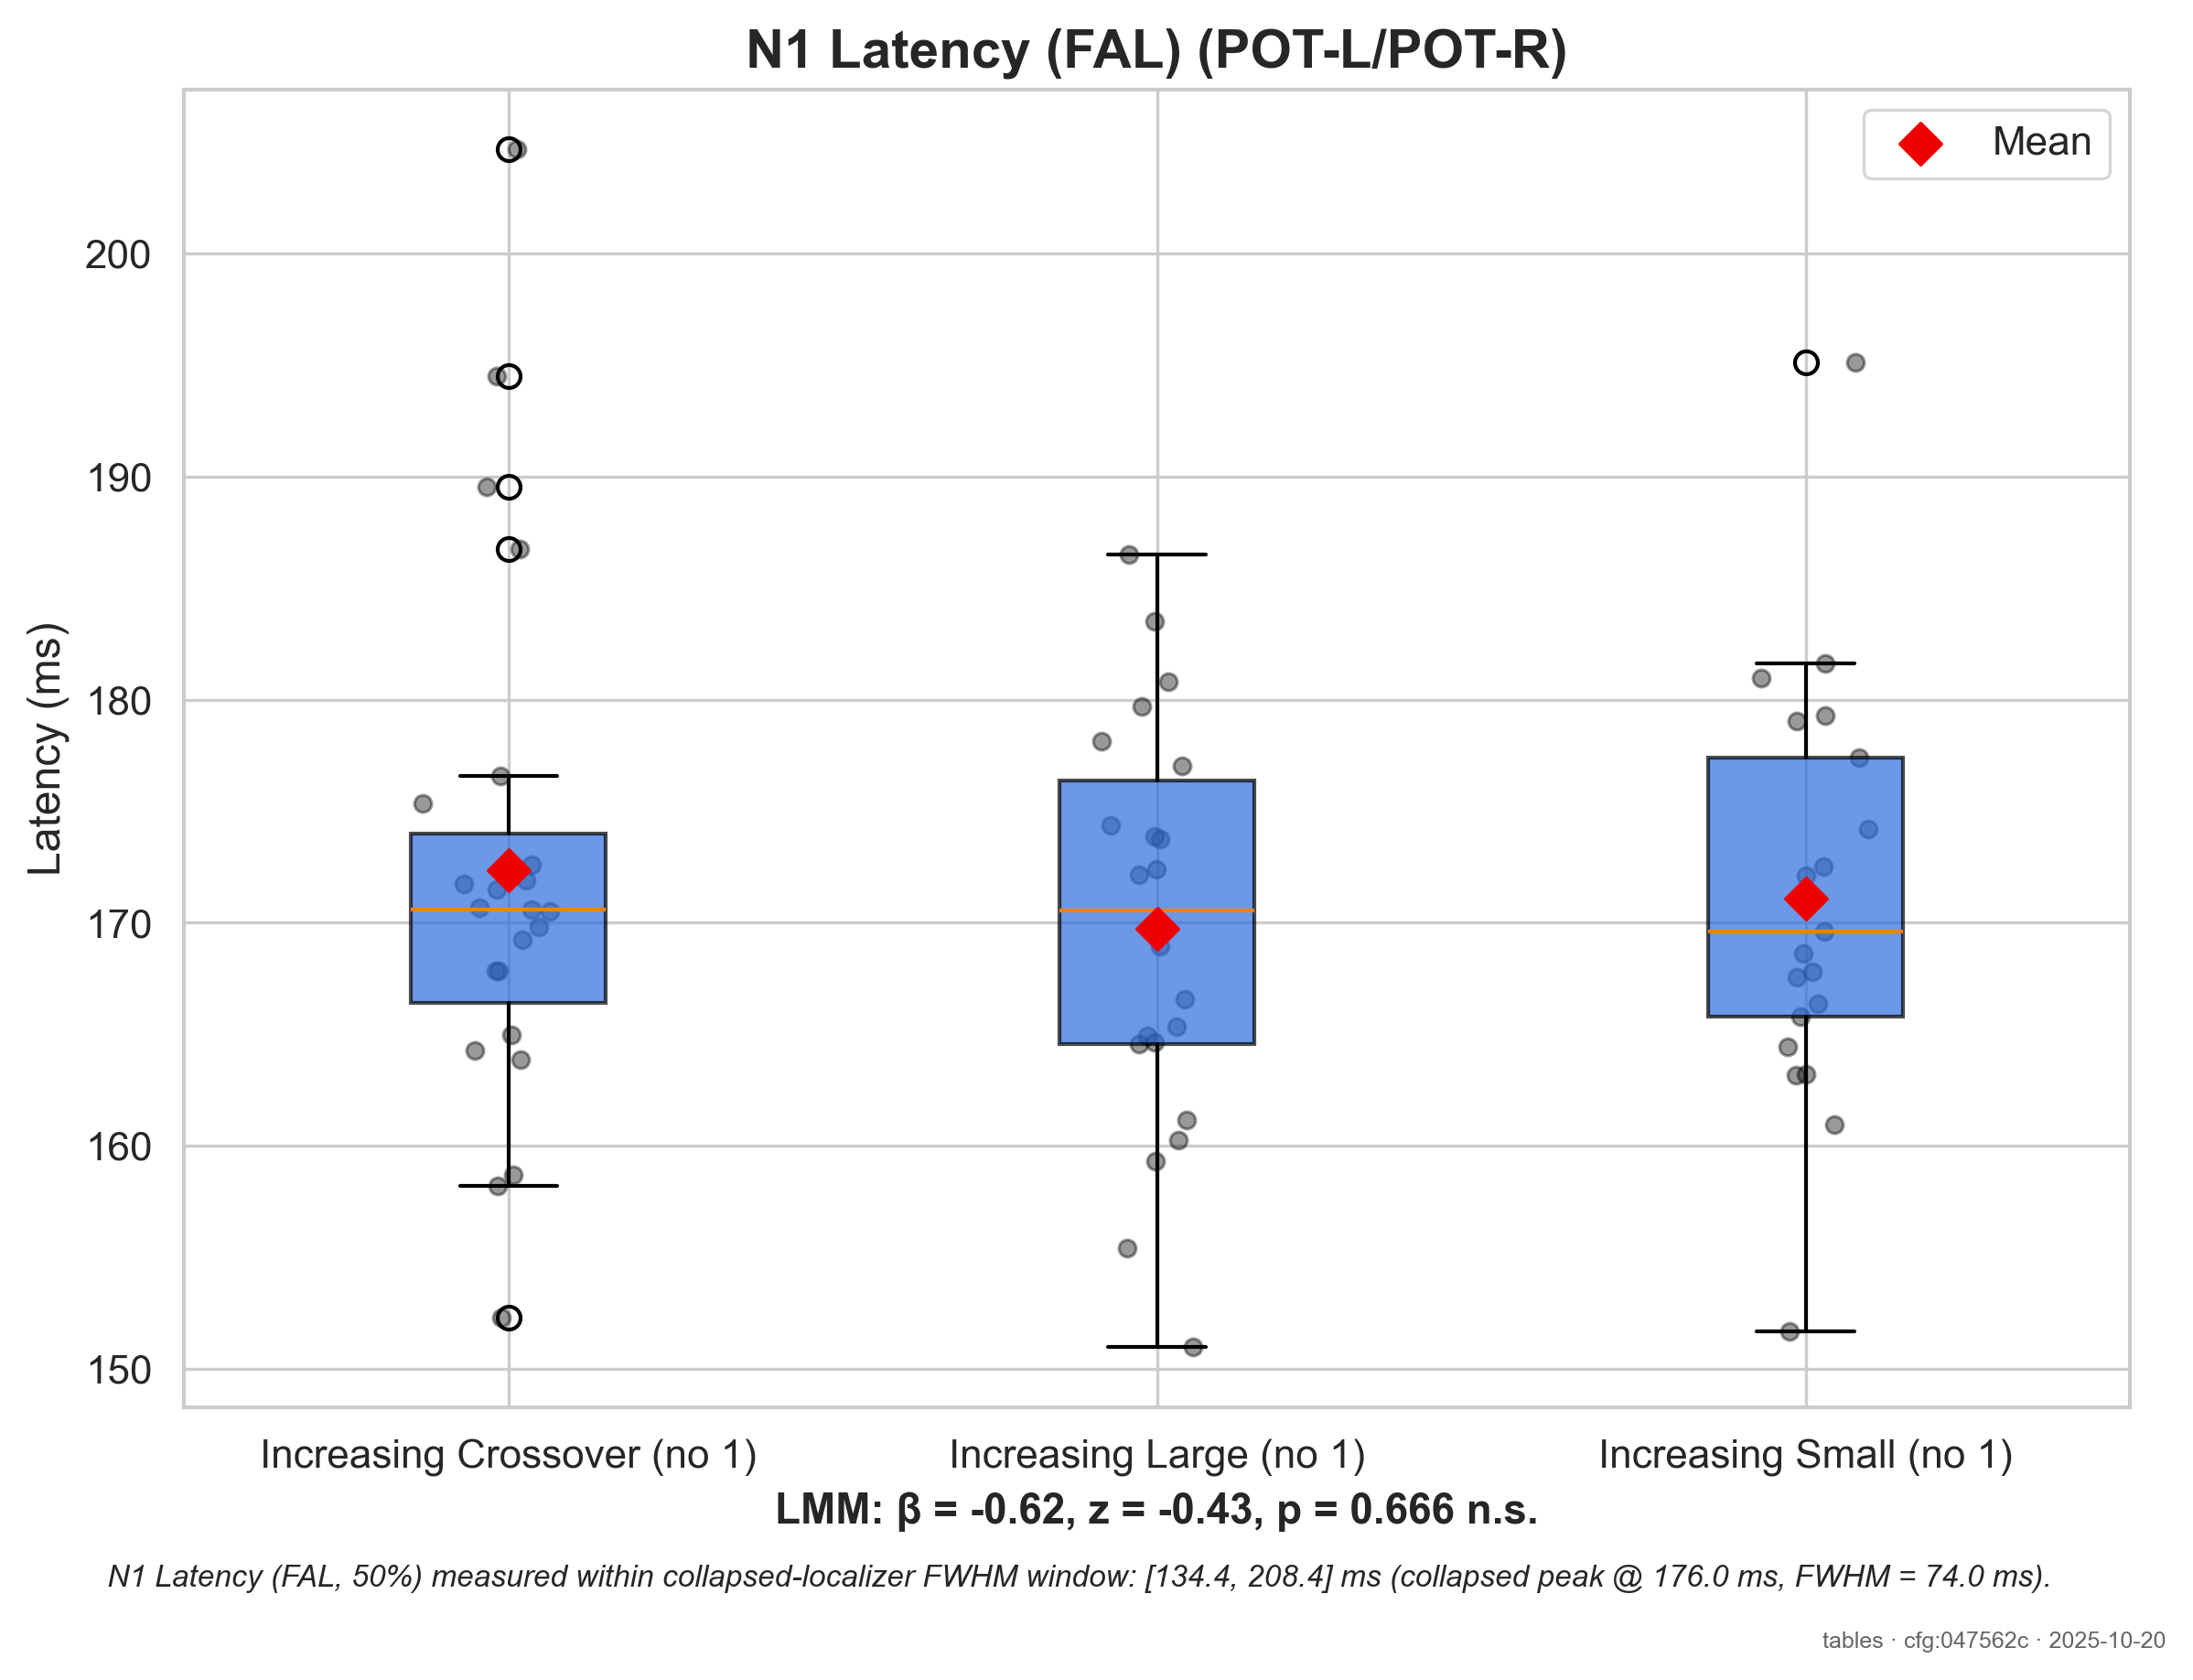 N1 Latency (FAL) (POT-L/POT-R)
Mean
Latency (ms)
200
190
180
170
160
150
Increasing Crossover (no 1)
Increasing Large (no 1)
Increasing Small (no 1)
LMM: β = -0.62, z = -0.43, p = 0.666 n.s.
N1 Latency (FAL, 50%) measured within collapsed-localizer FWHM window: [134.4, 208.4] ms (collapsed peak @ 176.0 ms, FWHM = 74.0 ms).
tables · cfg:047562c · 2025-10-20